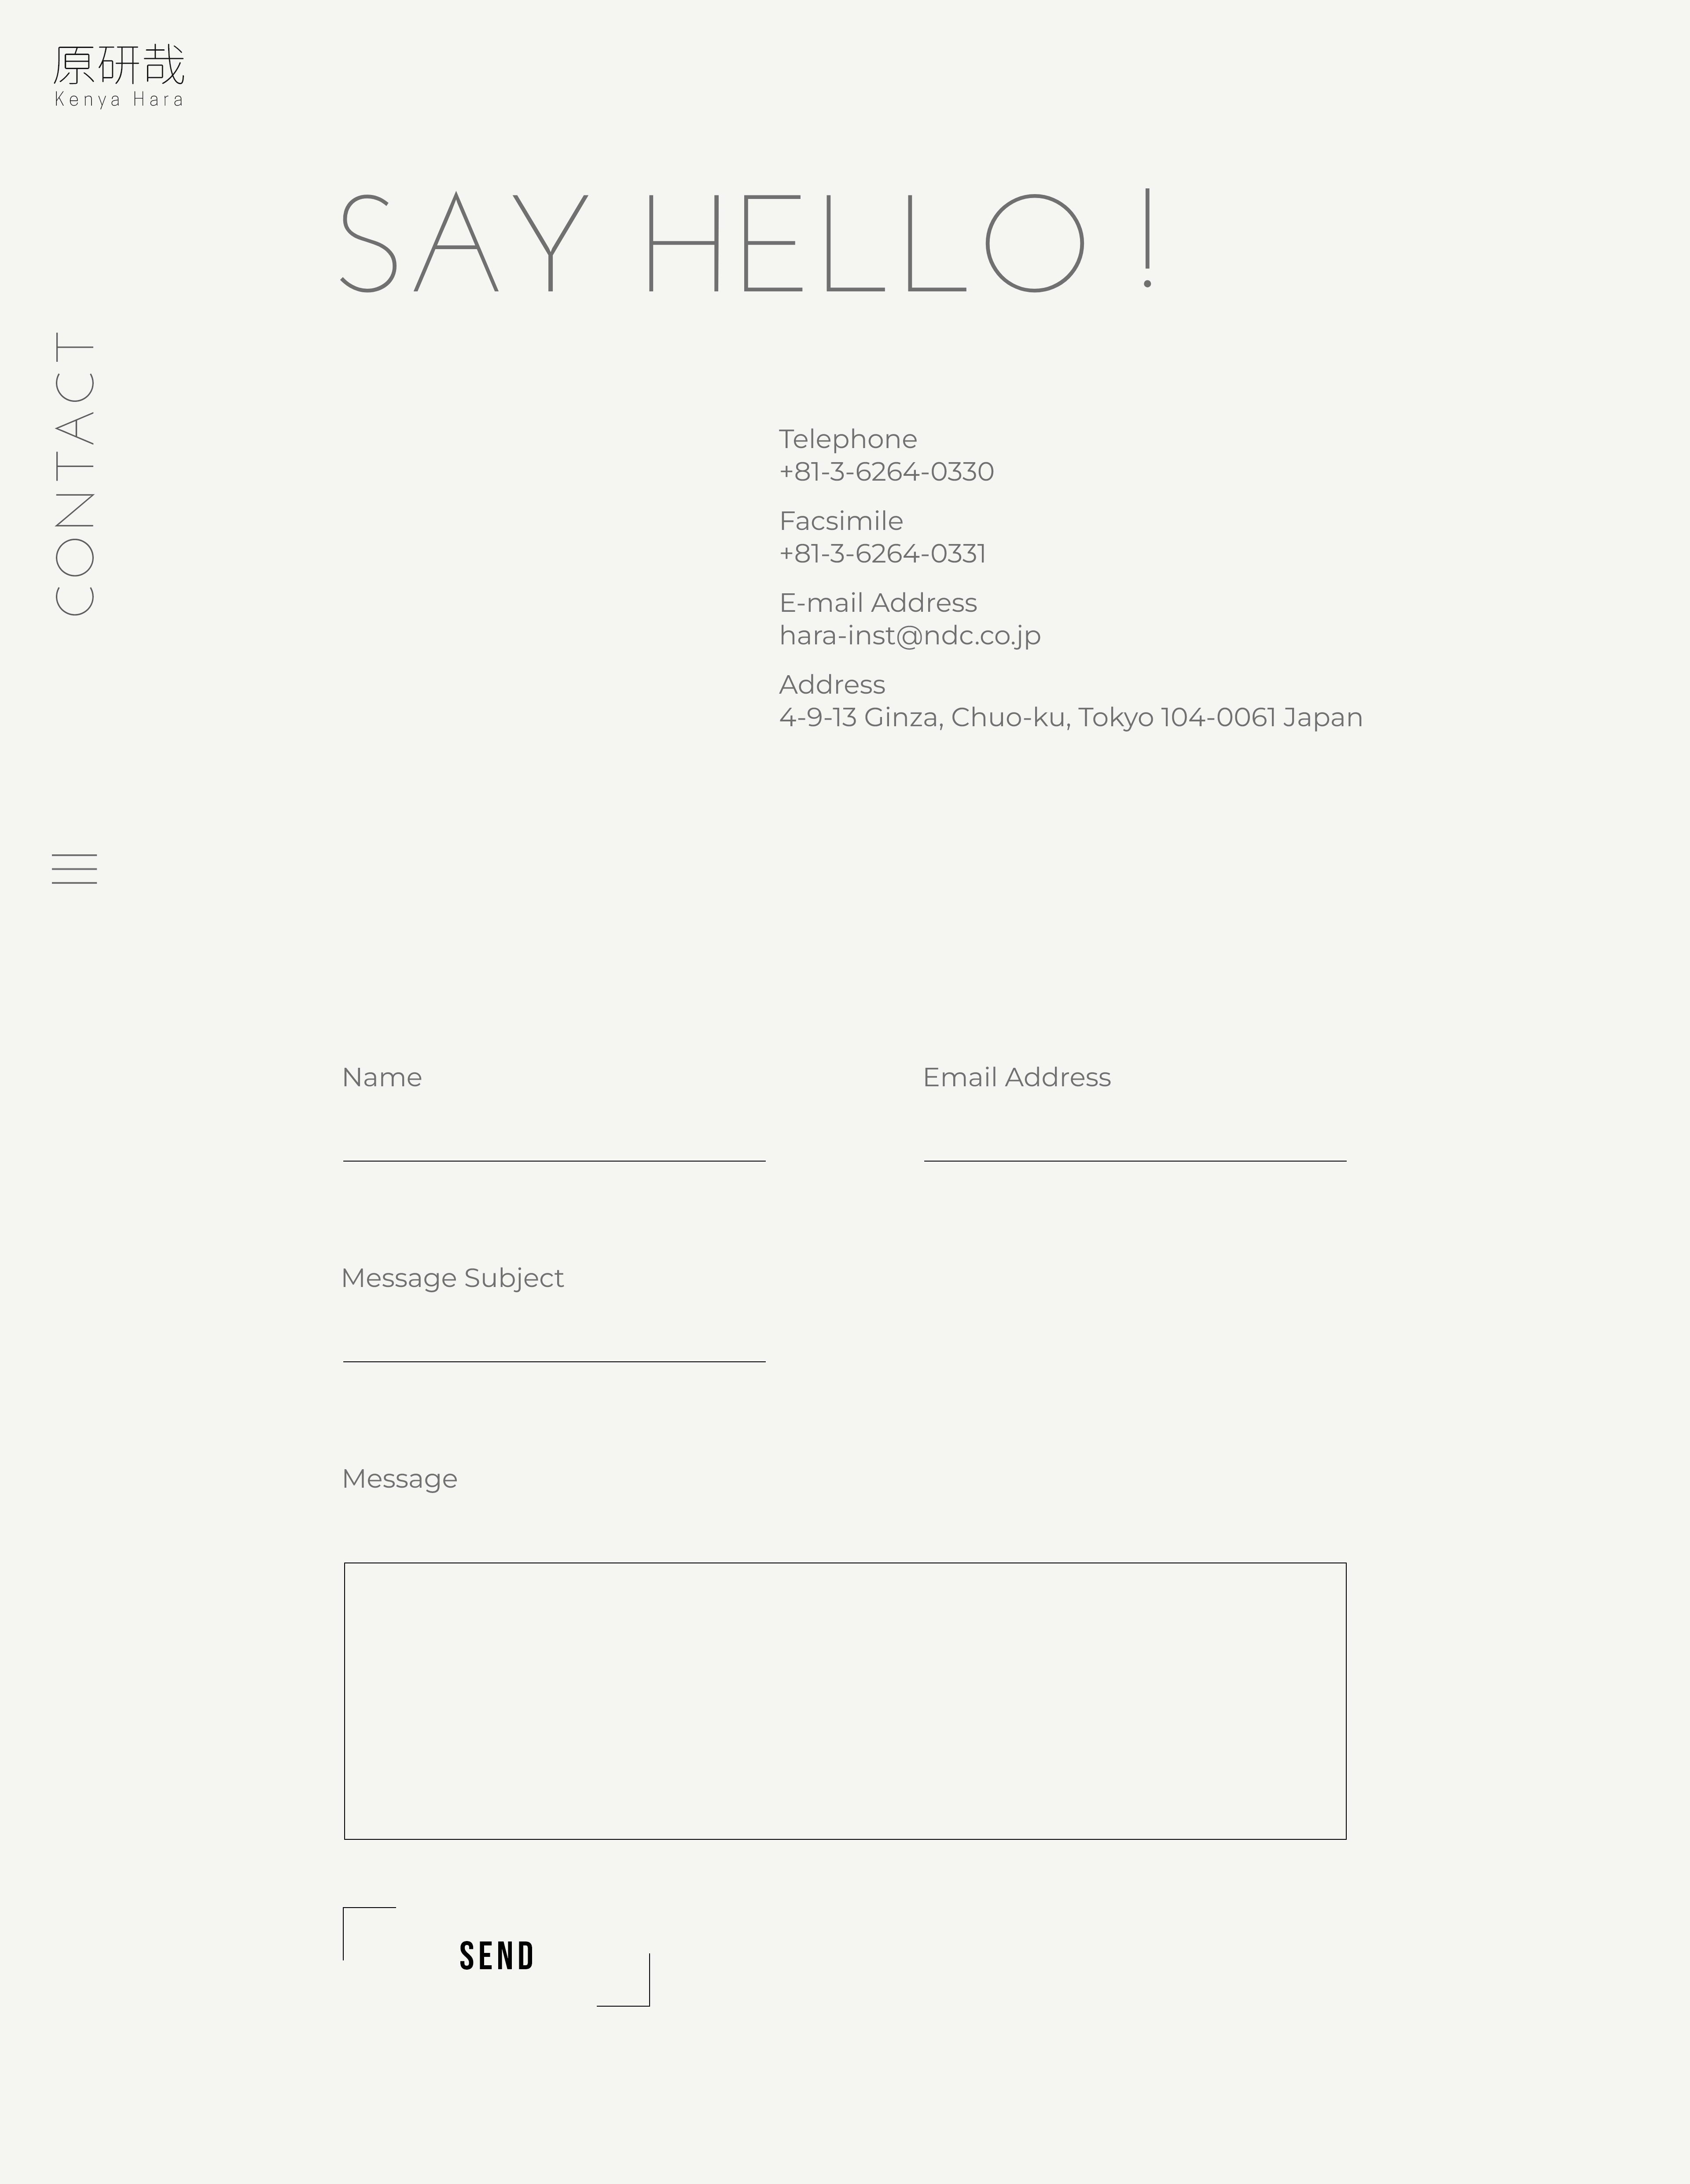 原研哉
Kenya Hara
SAY HELLO !
CONTACT
Telephone
+81-3-6264-0330
Facsimile
+81-3-6264-0331
E-mail Address
hara-inst@ndc.co.jp
Address
4-9-13 Ginza, Chuo-ku, Tokyo 104-0061 Japan
Name
Email Address
Message Subject
Message
SEND